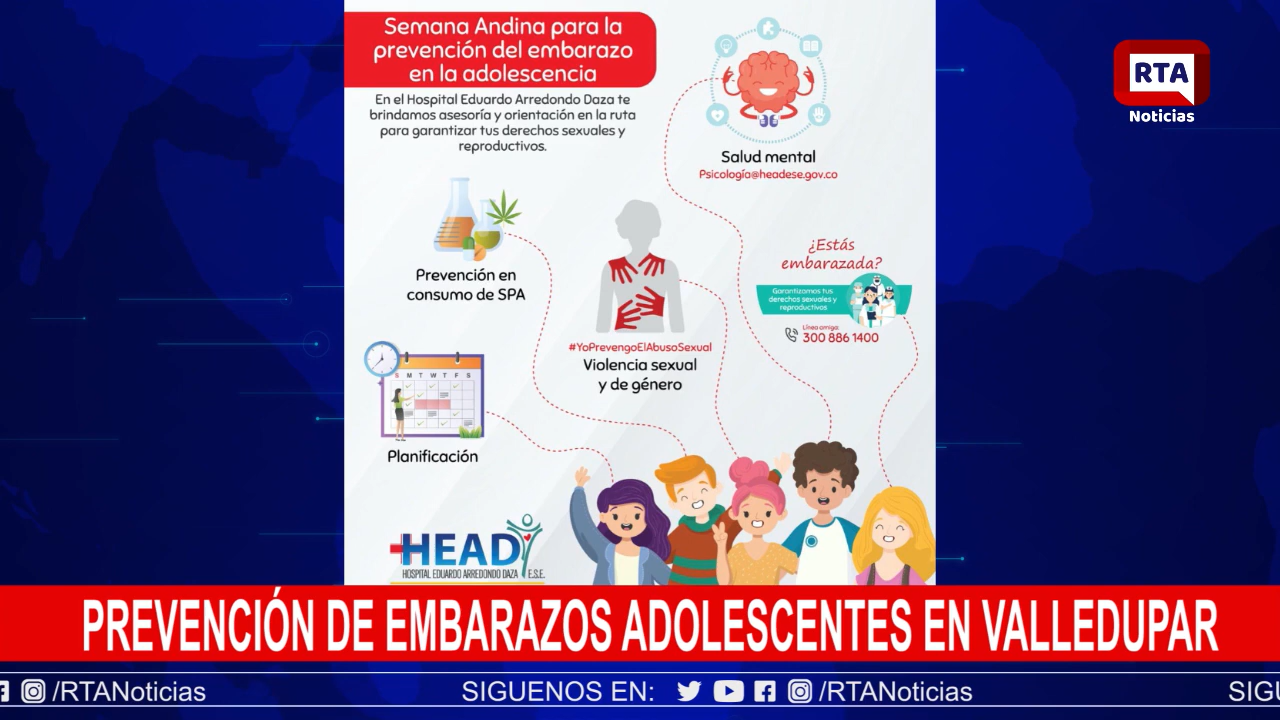 Semana Andina para la
prevención del embarazo
en la adolescencia
En el Hospital Eduardo Arredondo Daza te
brindamos asesoría y orientación en la ruta
para garantizar tus derechos sexuales y
reproductivos.
RTA
Noticias
Salud mental
Psicología@headese.gov.co
Prevención en
consumo de SPA
¿Estás
embarazada?
Garantizamos tus
derechos sexuales y
reproductivos
Línea amiga:
300 886 1400
#YoPrevengoElAbusoSexual
Violencia sexual
y de género
S M T W T F S
Planificación
HEAD
HOSPITAL EDUARDO ARREDONDO DAZA E.S.E.
PREVENCIÓN DE EMBARAZOS ADOLESCENTES EN VALLEDUPAR
/RTANoticias SIGUENOS EN: /RTANoticias SIG